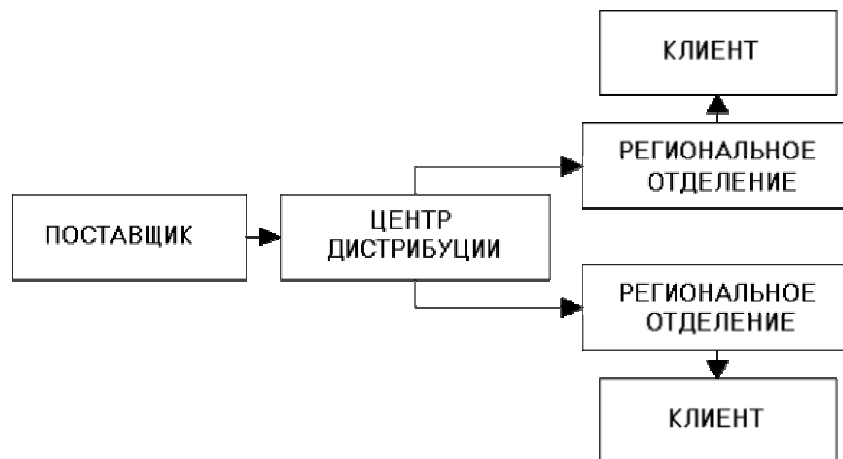 КЛИЕНТ
РЕГИОНАЛЬНОЕ
ОТДЕЛЕНИЕ
ПОСТАВЩИК
ЦЕНТР
ДИСТРИБУЦИИ
РЕГИОНАЛЬНОЕ
ОТДЕЛЕНИЕ
КЛИЕНТ